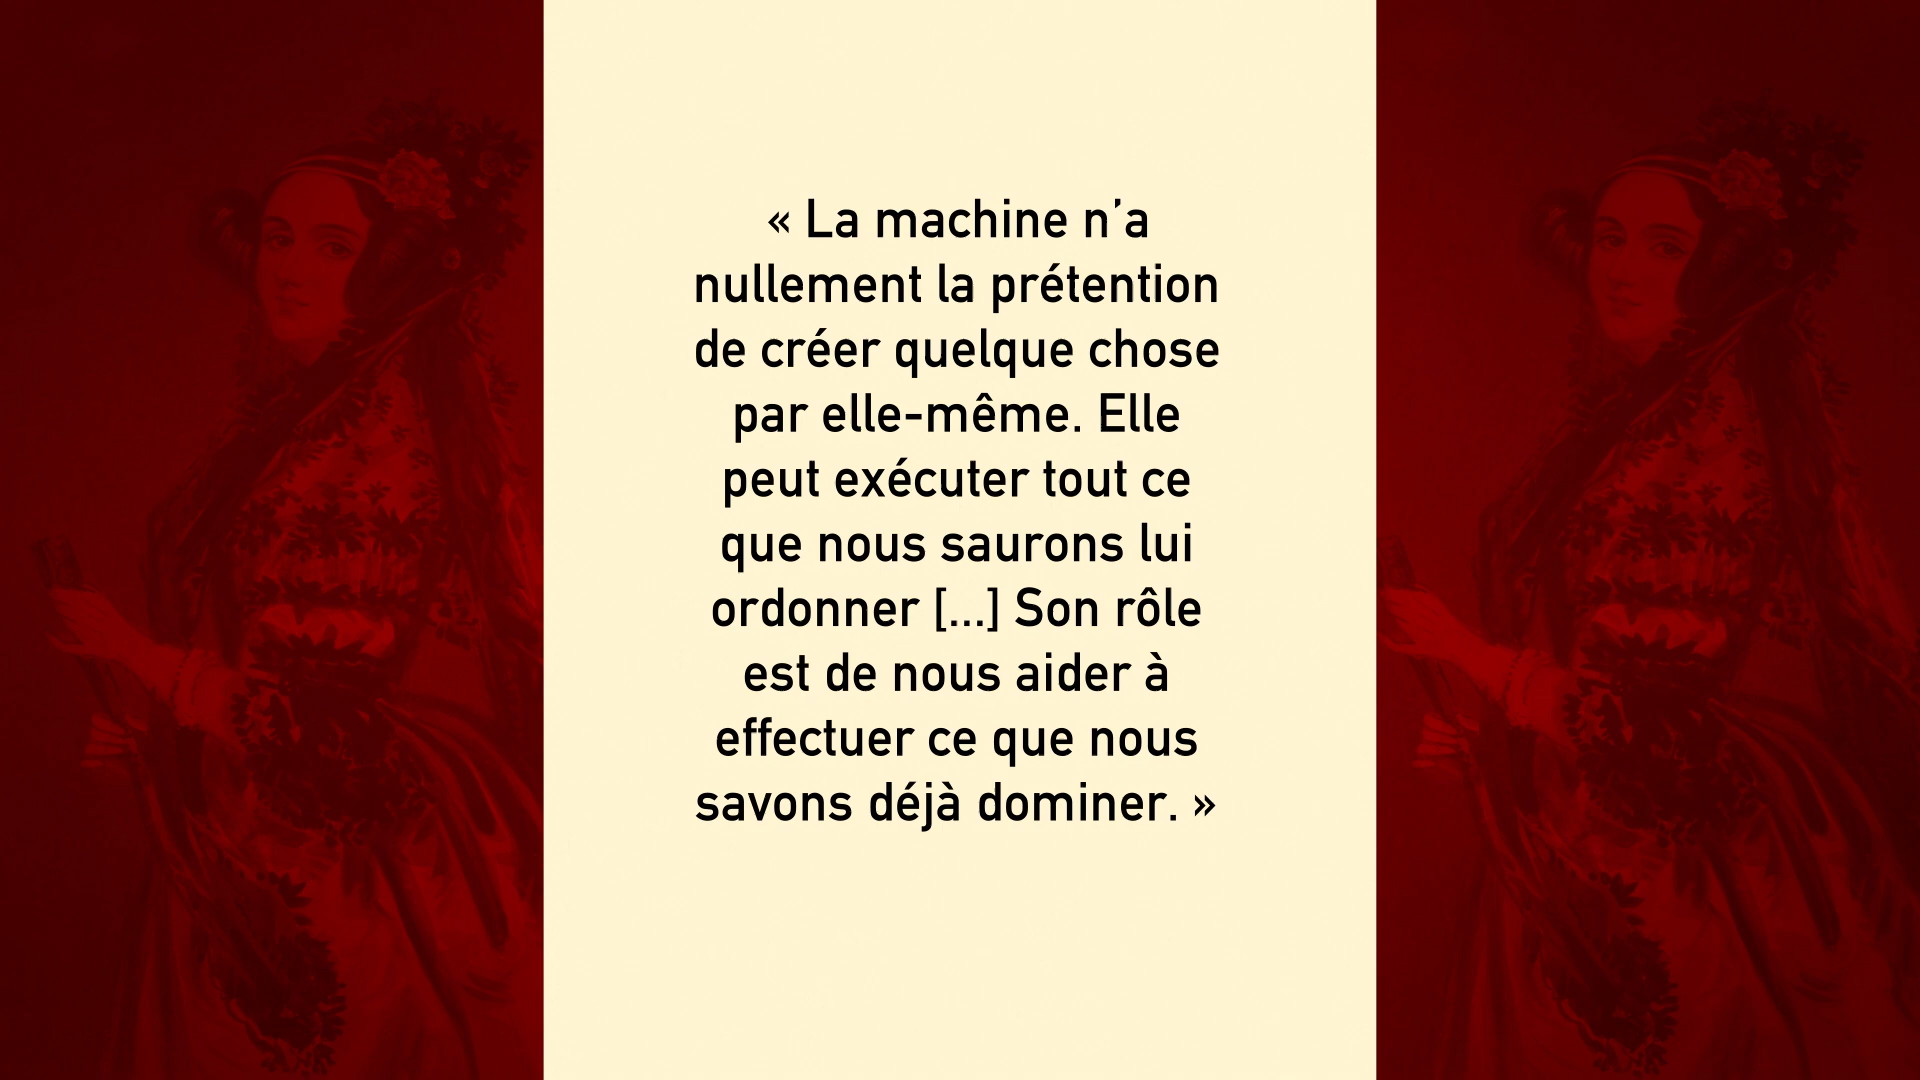 « La machine n’a
nullement la prétention
de créer quelque chose
par elle-même. Elle
peut exécuter tout ce
que nous saurons lui
ordonner [...] Son rôle
est de nous aider à
effectuer ce que nous
savons déjà dominer. »